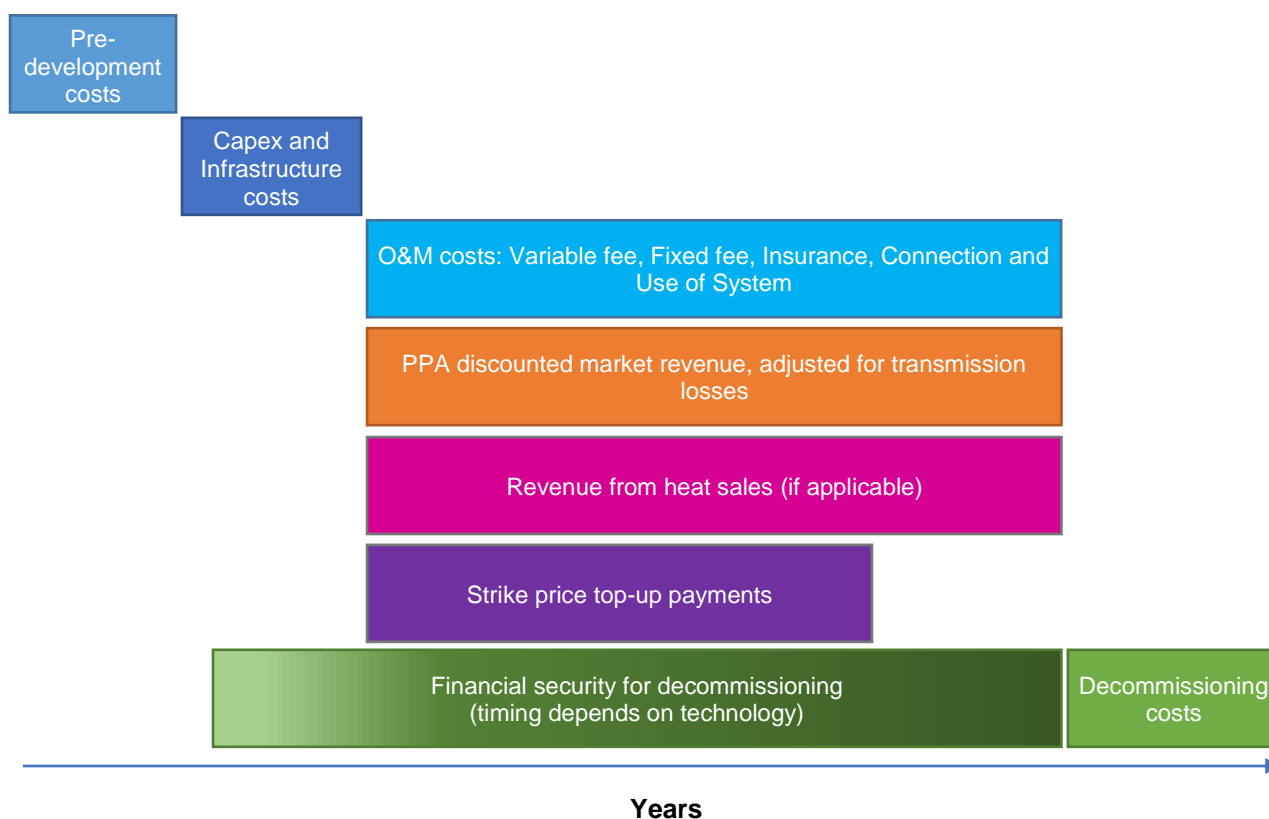 Pre-
development
costs
Capex and
Infrastructure
costs
O&M costs: Variable fee, Fixed fee, Insurance, Connection and
Use of System
PPA discounted market revenue, adjusted for transmission
losses
Revenue from heat sales (if applicable)
Strike price top-up payments
Financial security for decommissioning
(timing depends on technology)
Decommissioning
costs
Years